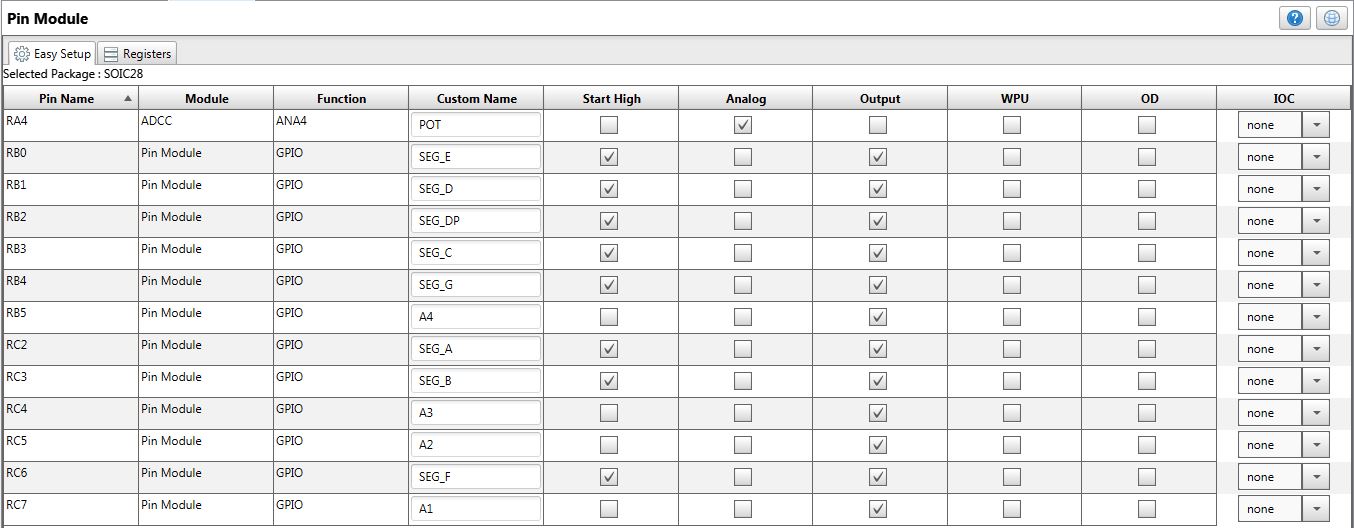 Pin Module
Easy Setup Registers
Selected Package : SOIC28
Pin Name Module Function Custom Name Start High Analog Output WPU OD IOC
RA4 ADCC ANA4 POT none
RB0 Pin Module GPIO SEG_E none
RB1 Pin Module GPIO SEG_D none
RB2 Pin Module GPIO SEG_DP none
RB3 Pin Module GPIO SEG_C none
RB4 Pin Module GPIO SEG_G none
RB5 Pin Module GPIO A4 none
RC2 Pin Module GPIO SEG_A none
RC3 Pin Module GPIO SEG_B none
RC4 Pin Module GPIO A3 none
RC5 Pin Module GPIO A2 none
RC6 Pin Module GPIO SEG_F none
RC7 Pin Module GPIO A1 none